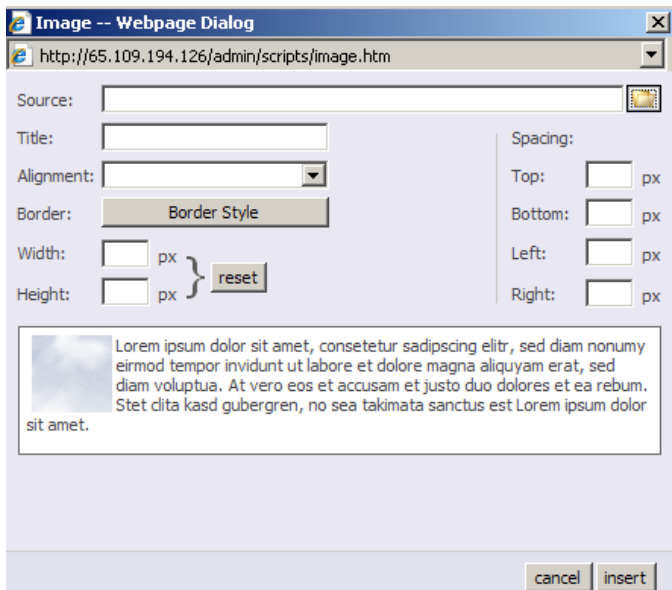 Image -- Webpage Dialog
http://65.109.194.126/admin/scripts/image.htm
Source:
Title:
Alignment:
Border: Border Style
Width: px
Height: px
} reset
Spacing:
Top: px
Bottom: px
Left: px
Right: px
Lorem ipsum dolor sit amet, consetetur sadipscing elitr, sed diam nonumy
eirmod tempor invidunt ut labore et dolore magna aliquyam erat, sed
diam voluptua. At vero eos et accusam et justo duo dolores et ea rebum.
Stet clita kasd gubergren, no sea takimata sanctus est Lorem ipsum dolor
sit amet.
cancel insert